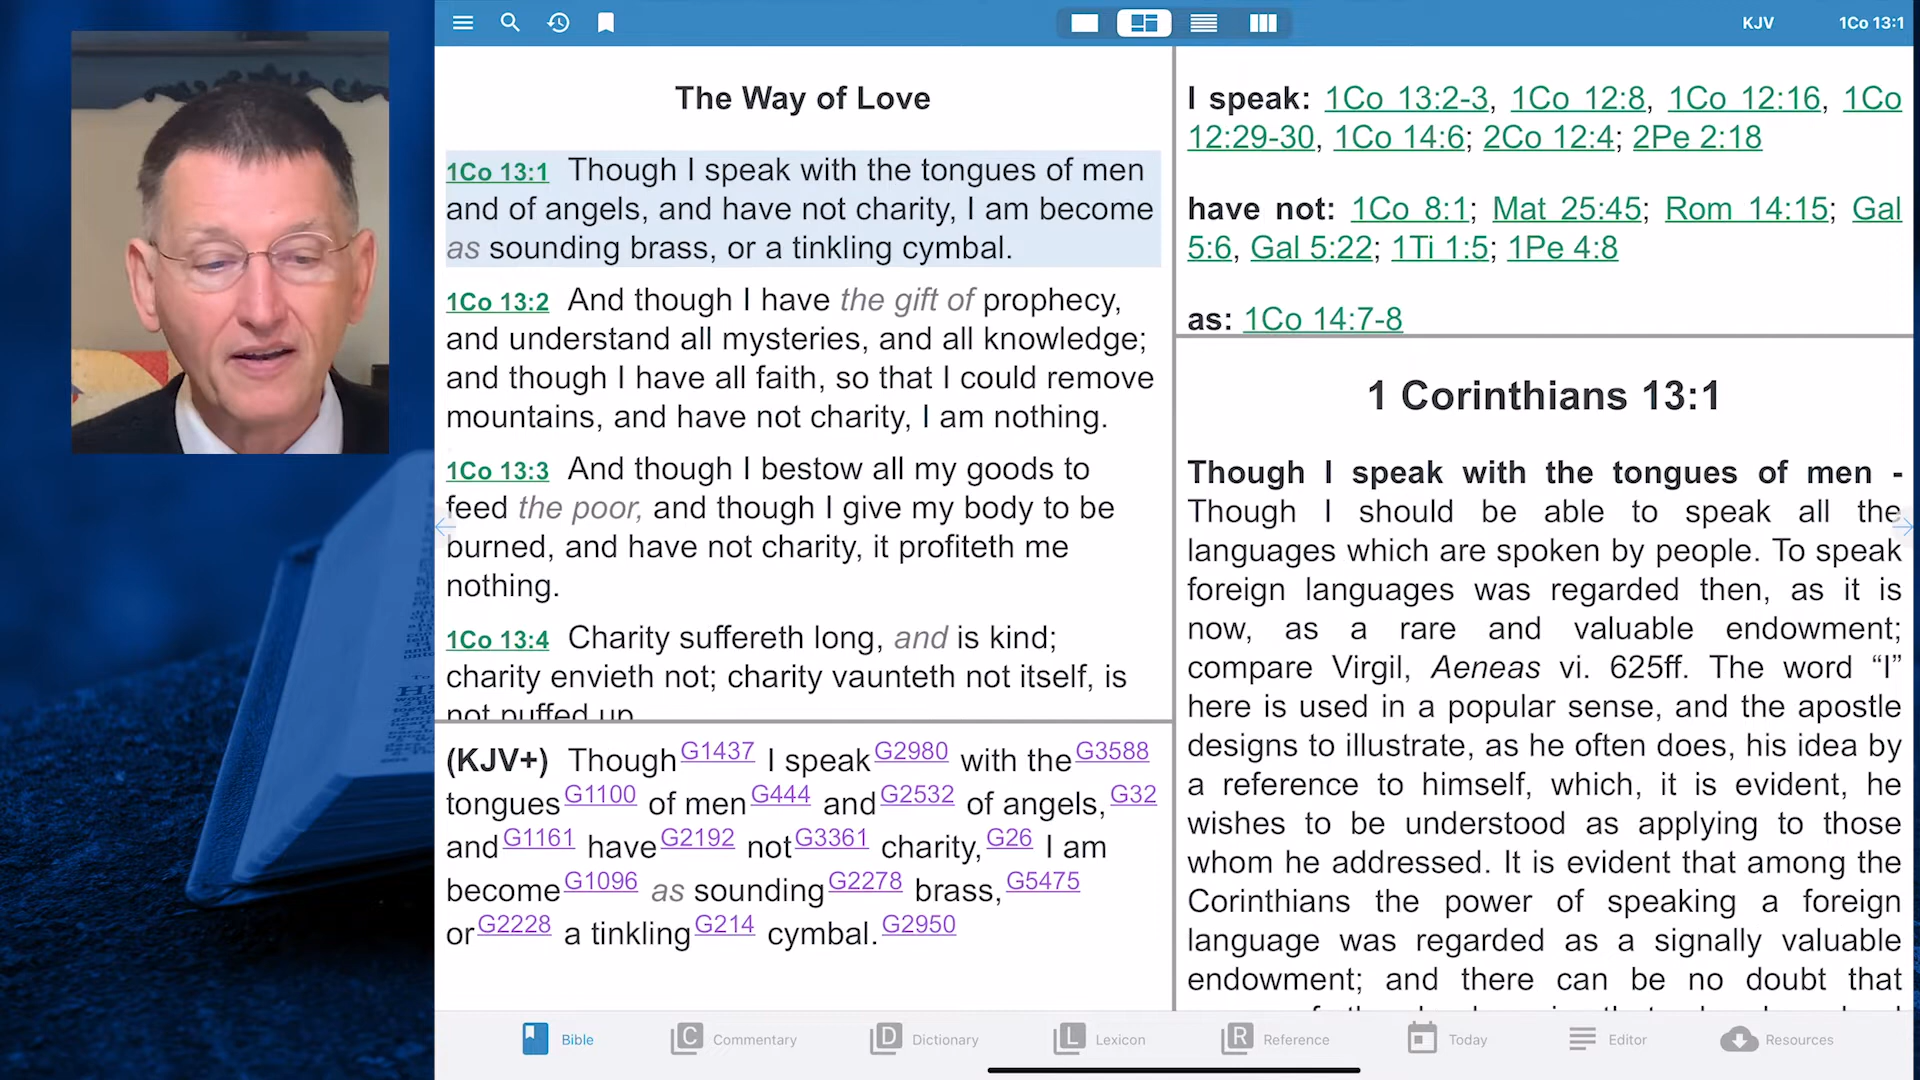 KJV
1Co 13:1
The Way of Love
1Co 13:1 Though I speak with the tongues of men
and of angels, and have not charity, I am become
as sounding brass, or a tinkling cymbal.
1Co 13:2 And though I have the gift of prophecy,
and understand all mysteries, and all knowledge;
and though I have all faith, so that I could remove
mountains, and have not charity, I am nothing.
1Co 13:3 And though I bestow all my goods to
feed the poor, and though I give my body to be
burned, and have not charity, it profiteth me
nothing.
1Co 13:4 Charity suffereth long, and is kind;
charity envieth not; charity vaunteth not itself, is
not puffed up
(KJV+) Though G1437 I speak G2980 with the G3588
tongues G1100 of men G444 and G2532 of angels, G32
and G1161 have G2192 not G3361 charity, G26 I am
become G1096 as sounding G2278 brass, G5475
or G2228 a tinkling G214 cymbal. G2950
I speak: 1Co 13:2-3, 1Co 12:8, 1Co 12:16, 1Co
12:29-30, 1Co 14:6; 2Co 12:4; 2Pe 2:18
have not: 1Co 8:1; Mat 25:45; Rom 14:15; Gal
5:6, Gal 5:22; 1Ti 1:5; 1Pe 4:8
as: 1Co 14:7-8
1 Corinthians 13:1
Though I speak with the tongues of men -
Though I should be able to speak all the
languages which are spoken by people. To speak
foreign languages was regarded then, as it is
now, as a rare and valuable endowment;
compare Virgil, Aeneas vi. 625ff. The word “I”
here is used in a popular sense, and the apostle
designs to illustrate, as he often does, his idea by
a reference to himself, which, it is evident, he
wishes to be understood as applying to those
whom he addressed. It is evident that among the
Corinthians the power of speaking a foreign
language was regarded as a signally valuable
endowment; and there can be no doubt that
Bible
C Commentary
D Dictionary
L Lexicon
R Reference
Today
Editor
Resources